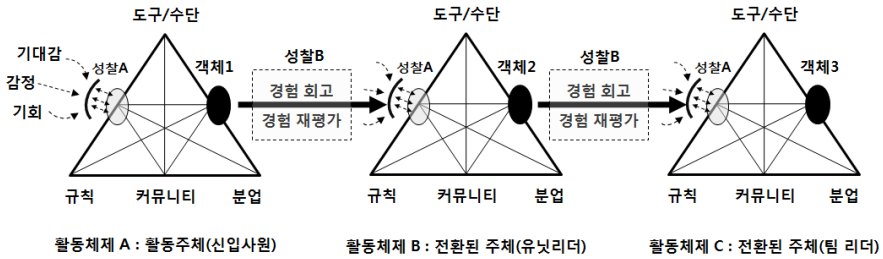 도구/수단
기대감
감정
기회
성찰A
객체1
규칙 커뮤니티 분업
활동체제 A : 활동주체(신입사원)
성찰B
경험 회고
경험 재평가
도구/수단
성찰A
객체2
규칙 커뮤니티 분업
활동체제 B : 전환된 주체(유닛리더)
성찰B
경험 회고
경험 재평가
도구/수단
성찰A
객체3
규칙 커뮤니티 분업
활동체제 C : 전환된 주체(팀 리더)